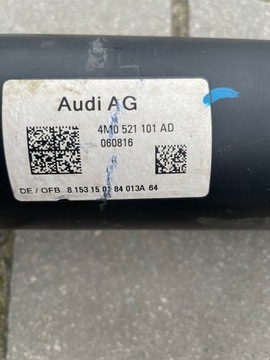 Audi AG
4M0 521 101 AD
060816
DE / OFB 8 153 15 01 84 013A 64